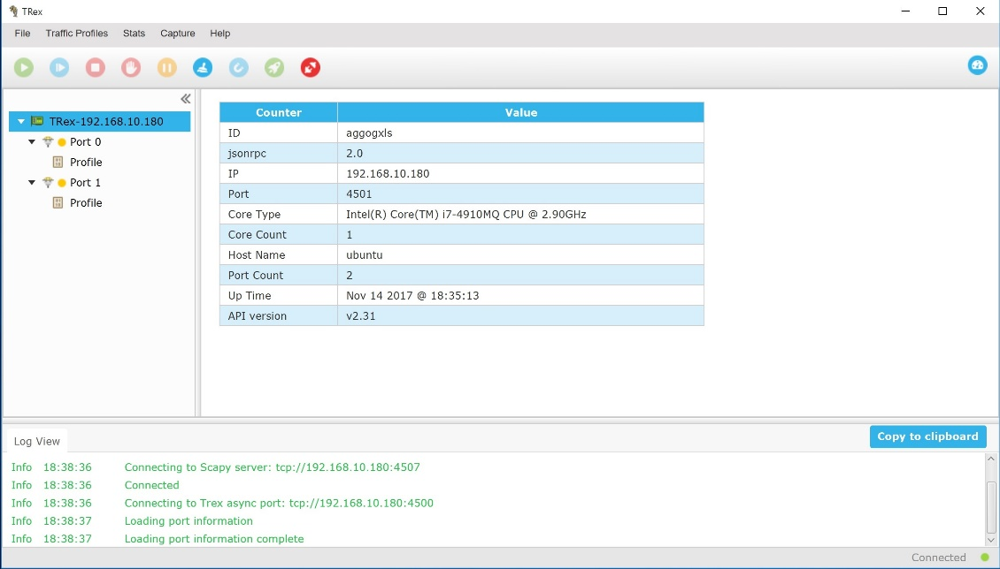 TRex
File Traffic Profiles Stats Capture Help
TRex-192.168.10.180
Port 0
Profile
Port 1
Profile
Counter Value
ID aggogxls
jsonrpc 2.0
IP 192.168.10.180
Port 4501
Core Type Intel(R) Core(TM) i7-4910MQ CPU @ 2.90GHz
Core Count 1
Host Name ubuntu
Port Count 2
Up Time Nov 14 2017 @ 18:35:13
API version v2.31
Log View
Copy to clipboard
Info 18:38:36 Connecting to Scapy server: tcp://192.168.10.180:4507
Info 18:38:36 Connected
Info 18:38:36 Connecting to Trex async port: tcp://192.168.10.180:4500
Info 18:38:37 Loading port information
Info 18:38:37 Loading port information complete
Connected